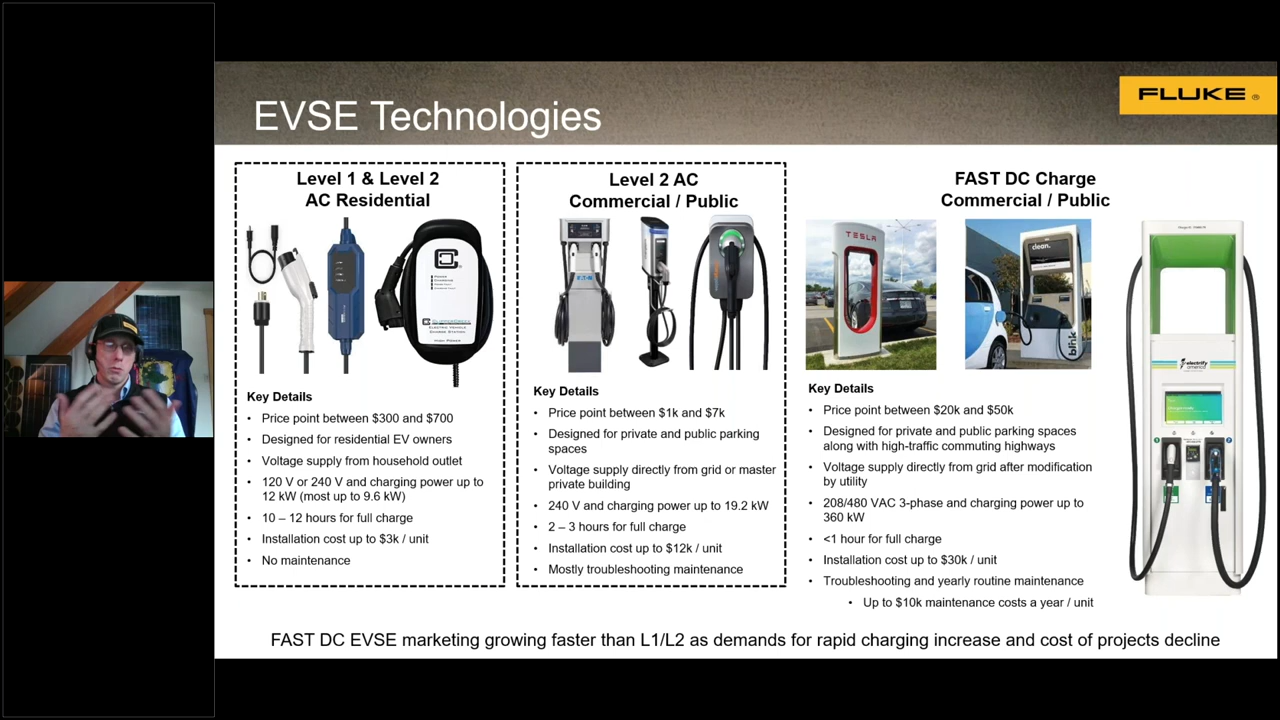 EVSE Technologies
FLUKE ®
Level 1 & Level 2
AC Residential
Key Details
• Price point between $300 and $700
• Designed for residential EV owners
• Voltage supply from household outlet
• 120 V or 240 V and charging power up to
12 kW (most up to 9.6 kW)
• 10 – 12 hours for full charge
• Installation cost up to $3k / unit
• No maintenance
Level 2 AC
Commercial / Public
Key Details
• Price point between $1k and $7k
• Designed for private and public parking
spaces
• Voltage supply directly from grid or master
private building
• 240 V and charging power up to 19.2 kW
• 2 – 3 hours for full charge
• Installation cost up to $12k / unit
• Mostly troubleshooting maintenance
FAST DC Charge
Commercial / Public
TESLA
clean.
blink
electrify
america
Key Details
• Price point between $20k and $50k
• Designed for private and public parking spaces
along with high-traffic commuting highways
• Voltage supply directly from grid after modification
by utility
• 208/480 VAC 3-phase and charging power up to
360 kW
• <1 hour for full charge
• Installation cost up to $30k / unit
• Troubleshooting and yearly routine maintenance
• Up to $10k maintenance costs a year / unit
FAST DC EVSE marketing growing faster than L1/L2 as demands for rapid charging increase and cost of projects decline